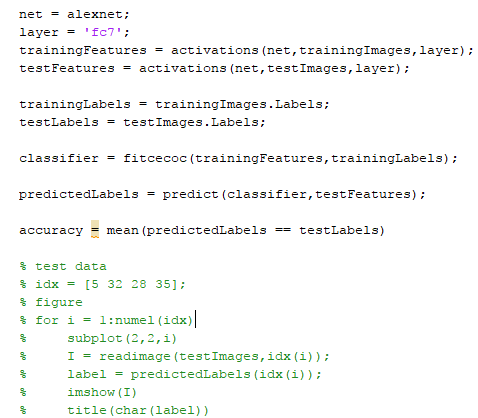 net = alexnet;
layer = 'fc7';
trainingFeatures = activations(net,trainingImages,layer);
testFeatures = activations(net,testImages,layer);
trainingLabels = trainingImages.Labels;
testLabels = testImages.Labels;
classifier = fitcecoc(trainingFeatures,trainingLabels);
predictedLabels = predict(classifier,testFeatures);
accuracy = mean(predictedLabels == testLabels)
% test data
% idx = [5 32 28 35];
% figure
% for i = 1:numel(idx)
%     subplot(2,2,i)
%     I = readimage(testImages,idx(i));
%     label = predictedLabels(idx(i));
%     imshow(I)
%     title(char(label))